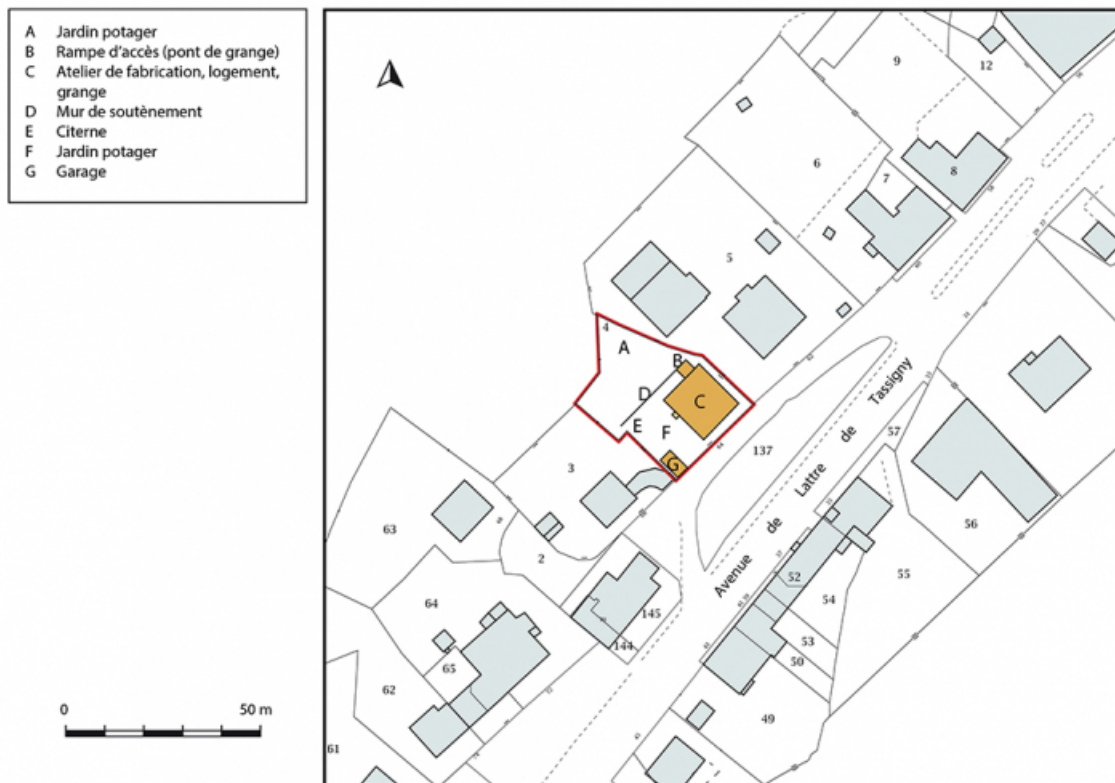 A Jardin potager
B Rampe d'accès (pont de grange)
C Atelier de fabrication, logement,
grange
D Mur de soutènement
E Citerne
F Jardin potager
G Garage
0 50 m
12
9
6
8
7
5
4
A
B
D
C
E
F
G
3
137
57
Avenue de Lattre de Tassigny
56
63
2
52
55
64
54
145
144
53
65
50
62
49
61